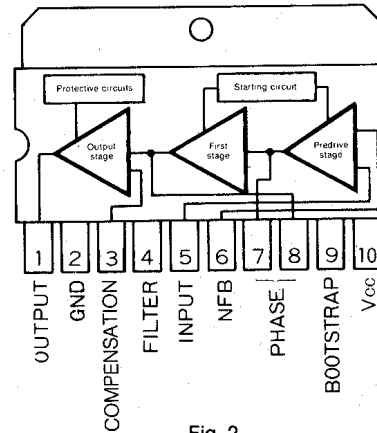 Protective circuits
Starting circuit
Output stage
First stage
Predrive stage
1 2 3 4 5 6 7 8 9 10
OUTPUT
GND
COMPENSATION
FILTER
INPUT
NFB
PHASE
BOOTSTRAP
Vcc
Fig. 2